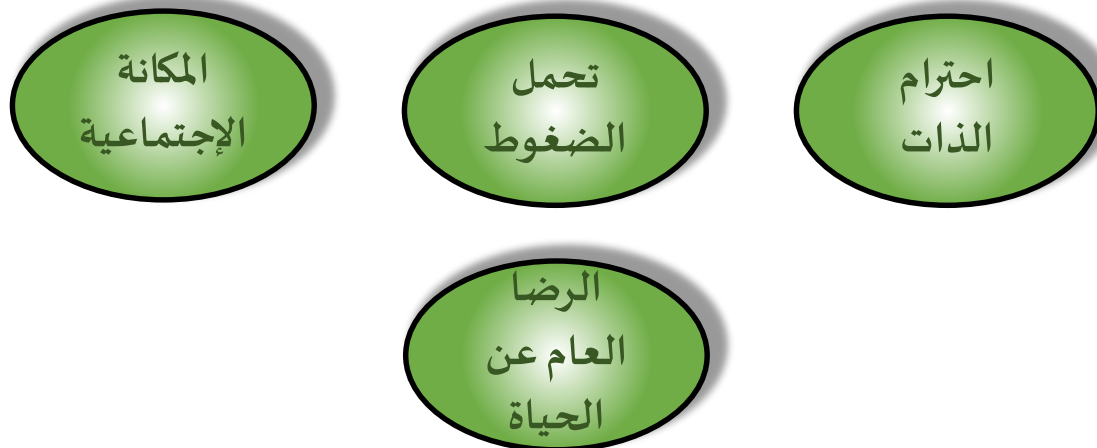 احترام
الذات
تحمل
الضغوط
المكانة
الإجتماعية
الرضا
العام عن
الحياة